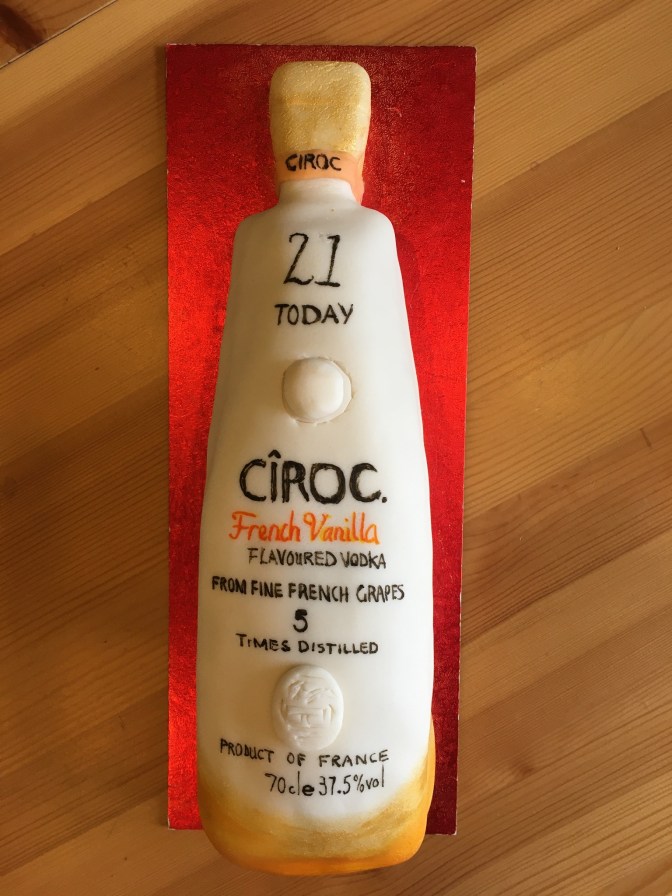 CIROC
21
TODAY
CÎROC.
French Vanilla
FLAVOURED VODKA
FROM FINE FRENCH GRAPES
5
TIMES DISTILLED
PRODUCT OF FRANCE
70cle 37.5%vol